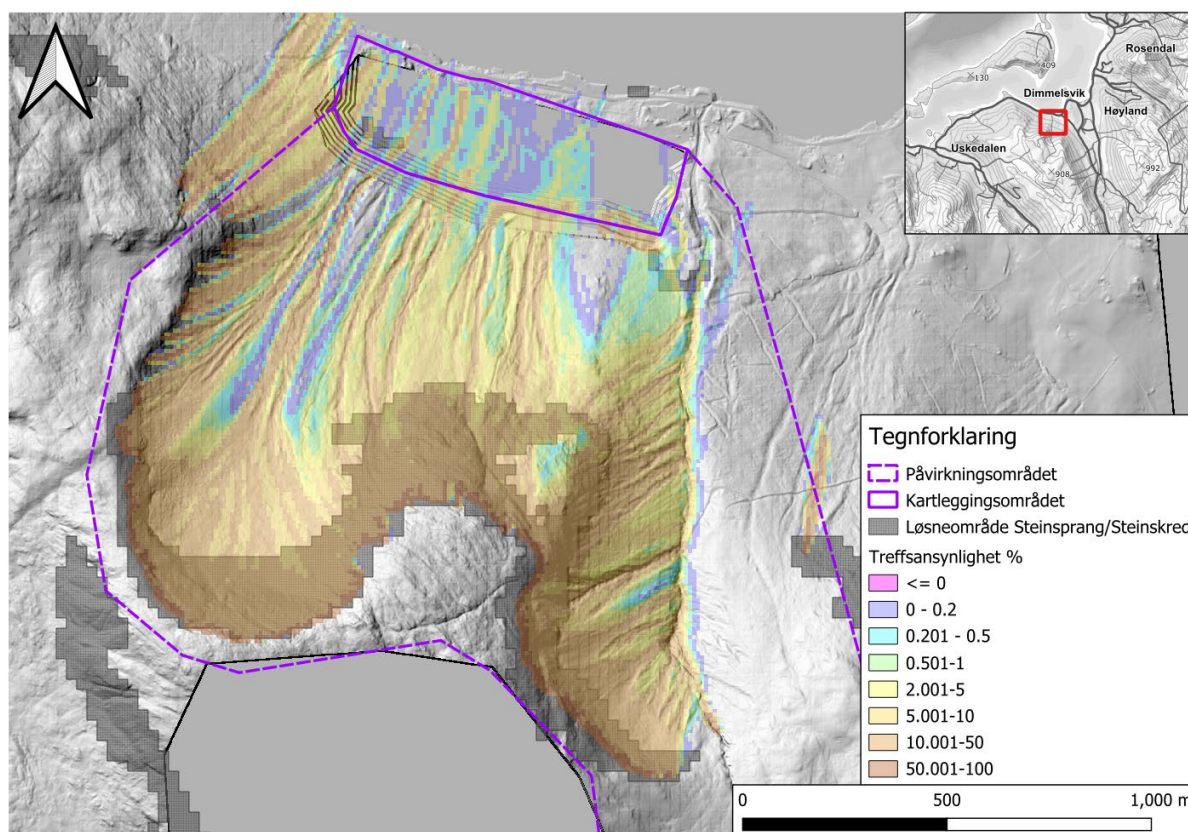 409
130
Rosendal
Dimmelsvik
Høyland
Uskedalen
908
992
Tegnforklaring
Påvirkningsområdet
Kartleggingsområdet
Løsneområde Steinsprang/Steinskred
Treffsansynlighet %
<= 0
0 - 0.2
0.201 - 0.5
0.501-1
2.001-5
5.001-10
10.001-50
50.001-100
0 500 1,000 m